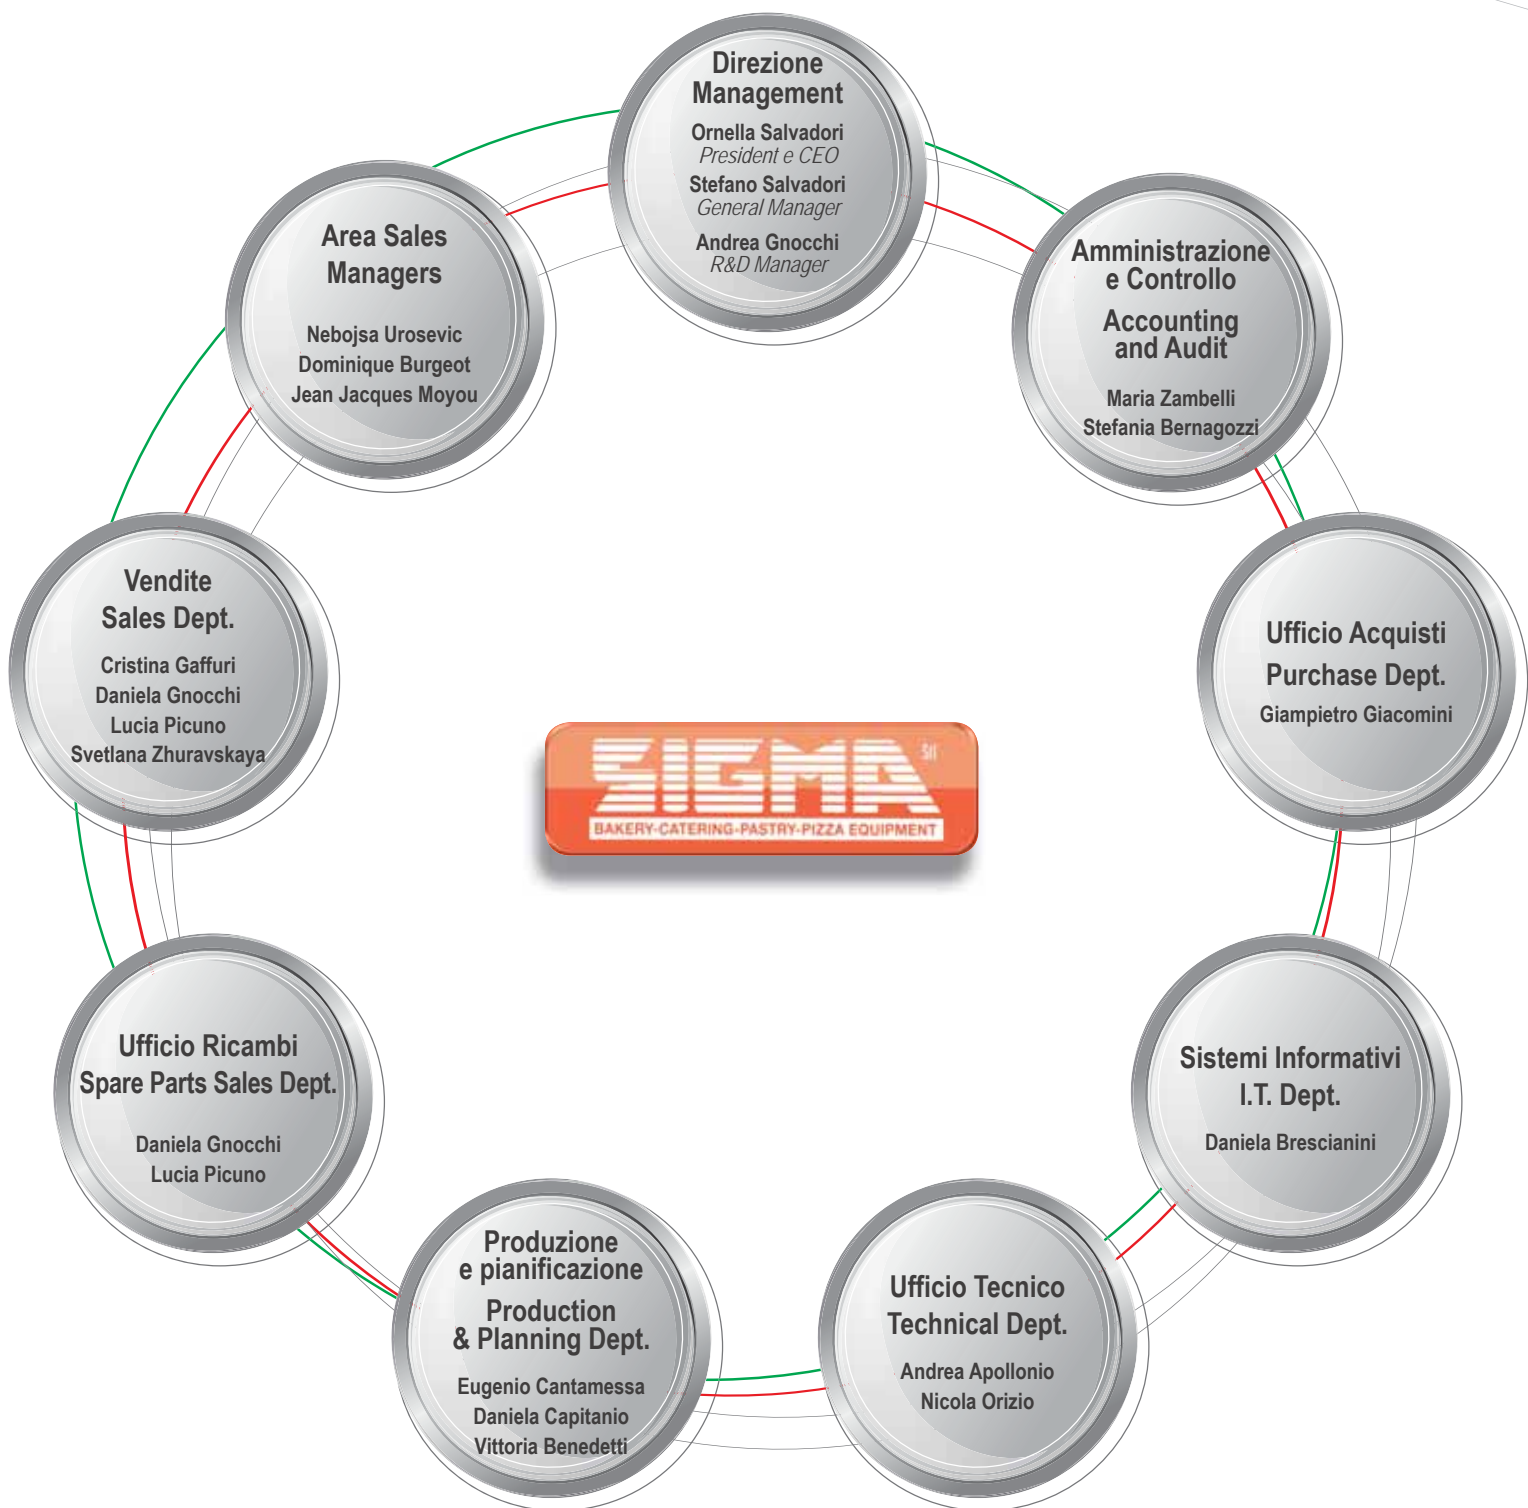 Direzione
Management
Ornella Salvadori
President e CEO
Stefano Salvadori
General Manager
Andrea Gnocchi
R&D Manager
Amministrazione
e Controllo
Accounting
and Audit
Maria Zambelli
Stefania Bernagozzi
Ufficio Acquisti
Purchase Dept.
Giampietro Giacomini
Sistemi Informativi
I.T. Dept.
Daniela Brescianini
Ufficio Tecnico
Technical Dept.
Andrea Apollonio
Nicola Orizio
Produzione
e pianificazione
Production
& Planning Dept.
Eugenio Cantamessa
Daniela Capitanio
Vittoria Benedetti
Ufficio Ricambi
Spare Parts Sales Dept.
Daniela Gnocchi
Lucia Picuno
Vendite
Sales Dept.
Cristina Gaffuri
Daniela Gnocchi
Lucia Picuno
Svetlana Zhuravskaya
Area Sales
Managers
Nebojsa Urosevic
Dominique Burgeot
Jean Jacques Moyou
SIGMA
BAKERY-CATERING-PASTRY-PIZZA EQUIPMENT